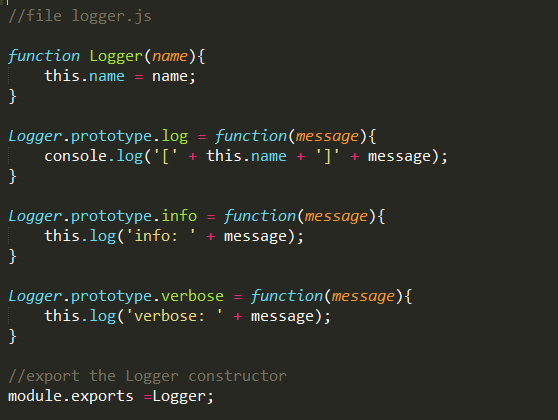 //file logger.js
function Logger(name){
    this.name = name;
}
Logger.prototype.log = function(message){
    console.log('[' + this.name + ']' + message);
}
Logger.prototype.info = function(message){
    this.log('info: ' + message);
}
Logger.prototype.verbose = function(message){
    this.log('verbose: ' + message);
}
//export the Logger constructor
module.exports =Logger;